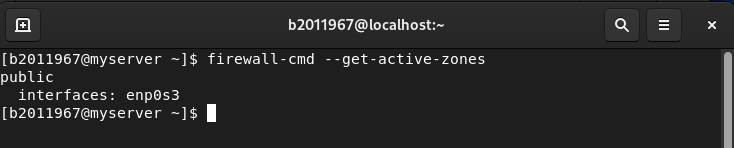 b2011967@localhost:~
[b2011967@myserver ~]$ firewall-cmd --get-active-zones
public
  interfaces: enp0s3
[b2011967@myserver ~]$